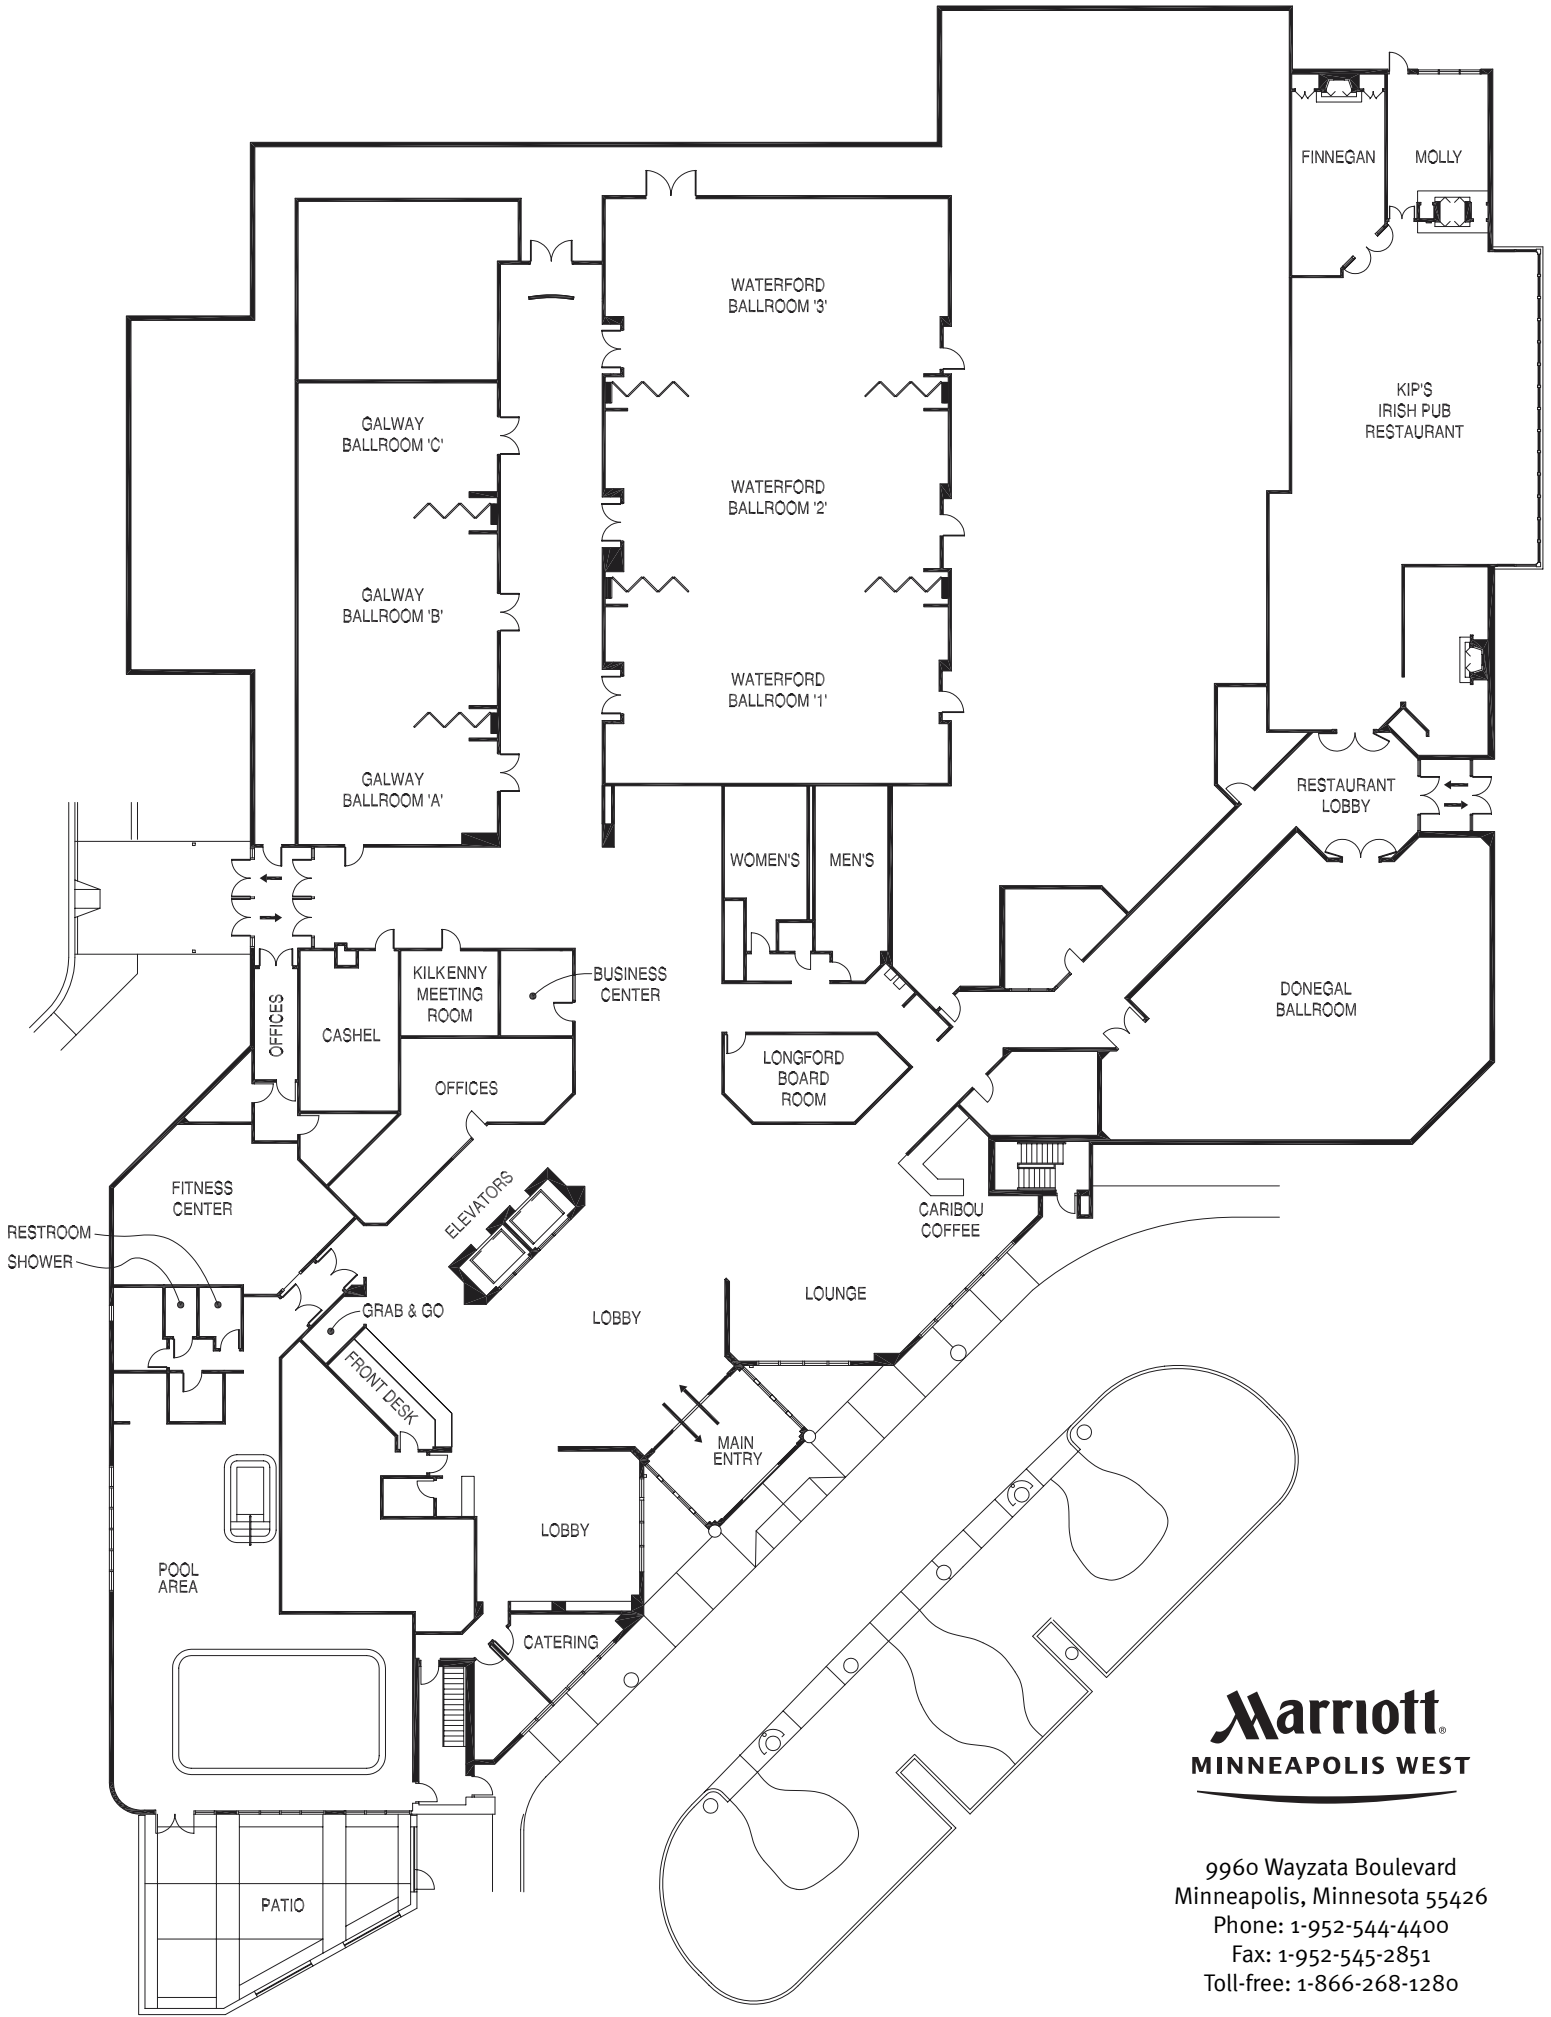 FINNEGAN
MOLLY
WATERFORD
BALLROOM '3'
KIP'S
IRISH PUB
RESTAURANT
GALWAY
BALLROOM 'C'
WATERFORD
BALLROOM '2'
GALWAY
BALLROOM 'B'
WATERFORD
BALLROOM '1'
GALWAY
BALLROOM 'A'
RESTAURANT
LOBBY
WOMEN'S
MEN'S
KILKENNY
MEETING
ROOM
BUSINESS
CENTER
DONEGAL
BALLROOM
OFFICES
CASHEL
OFFICES
LONGFORD
BOARD
ROOM
ELEVATORS
FITNESS
CENTER
CARIBOU
COFFEE
RESTROOM
SHOWER
LOUNGE
GRAB & GO
LOBBY
FRONT DESK
MAIN
ENTRY
LOBBY
POOL
AREA
CATERING
PATIO
Marriott®
MINNEAPOLIS WEST
9960 Wayzata Boulevard
Minneapolis, Minnesota 55426
Phone: 1-952-544-4400
Fax: 1-952-545-2851
Toll-free: 1-866-268-1280